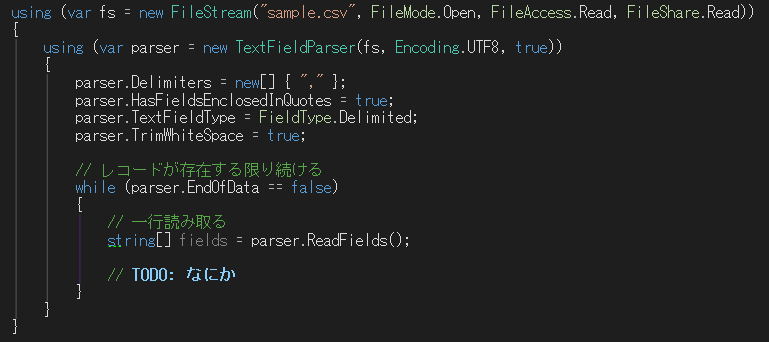 using (var fs = new FileStream("sample.csv", FileMode.Open, FileAccess.Read, FileShare.Read))
{
using (var parser = new TextFieldParser(fs, Encoding.UTF8, true))
{
parser.Delimiters = new[] { "," };
parser.HasFieldsEnclosedInQuotes = true;
parser.TextFieldType = FieldType.Delimited;
parser.TrimWhiteSpace = true;
// レコードが存在する限り続ける
while (parser.EndOfData == false)
{
// 一行読み取る
string[] fields = parser.ReadFields();
// TODO: なにか
}
}
}